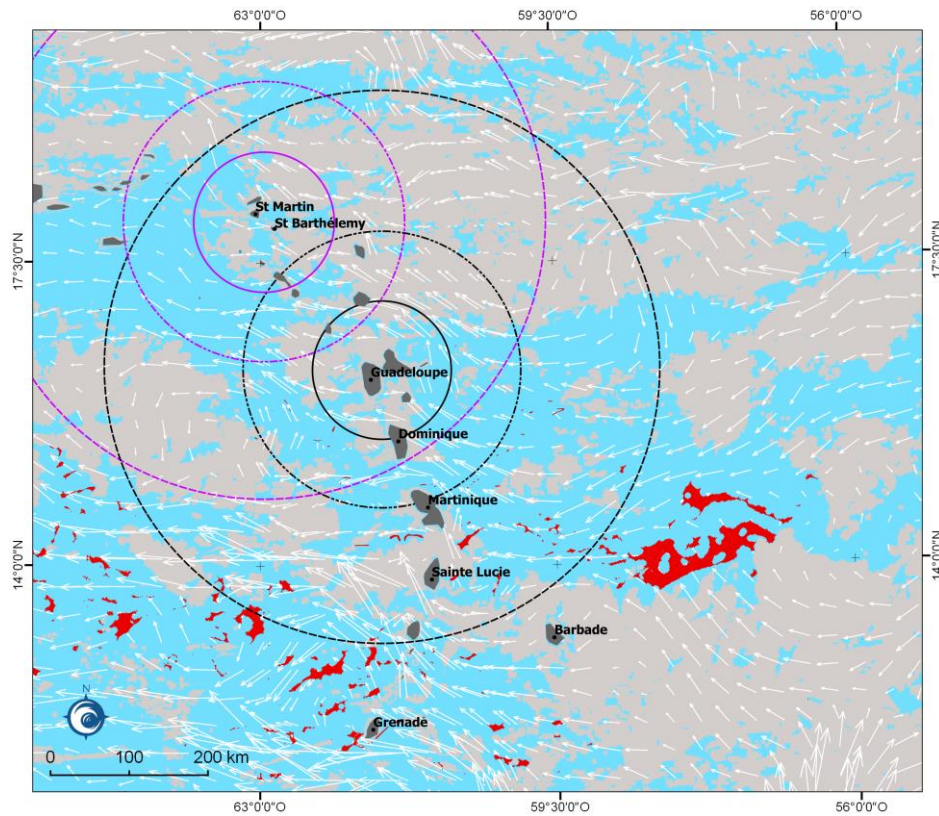 63°0'0"O 59°30'0"O 56°0'0"O
St Martin
St Barthélemy
17°30'0"N 17°30'0"N
Guadeloupe
Dominique
Martinique
14°0'0"N 14°0'0"N
Sainte Lucie
Barbade
N
Grenade
0 100 200 km
63°0'0"O 59°30'0"O 56°0'0"O